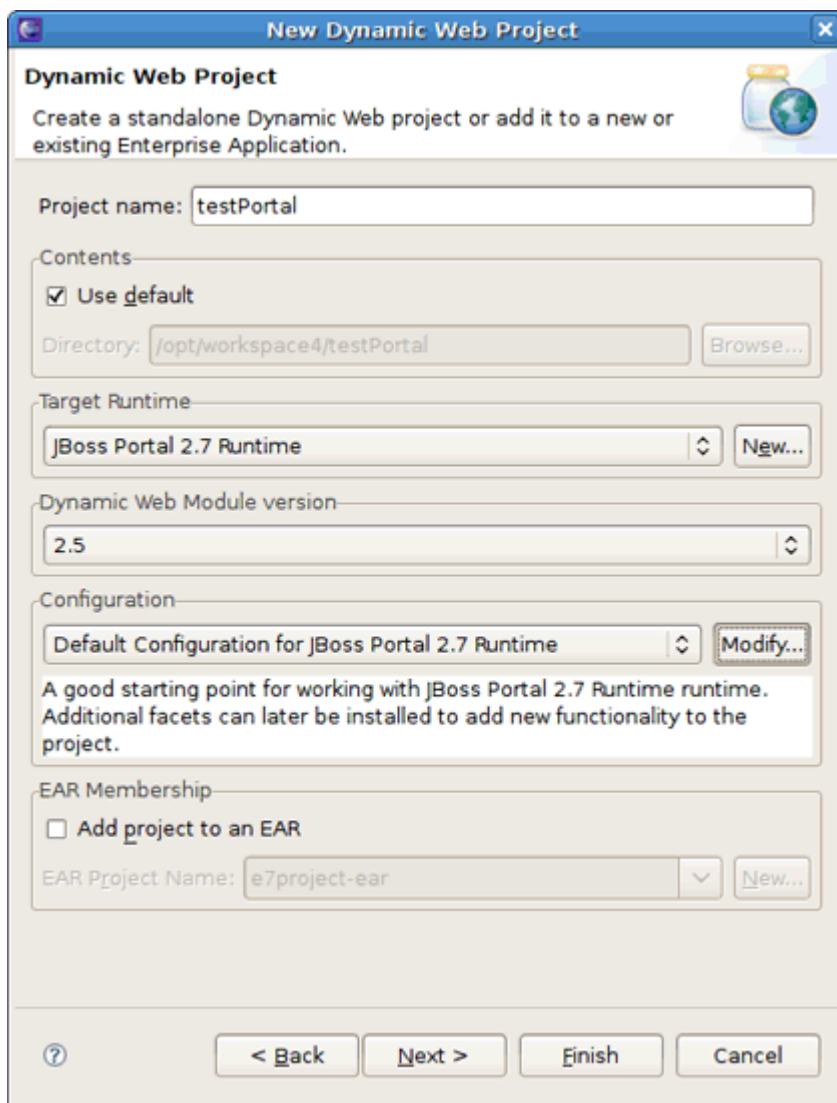 New Dynamic Web Project
Dynamic Web Project
Create a standalone Dynamic Web project or add it to a new or
existing Enterprise Application.
Project name: testPortal
Contents
Use default
Directory: /opt/workspace4/testPortal Browse...
Target Runtime
JBoss Portal 2.7 Runtime New...
Dynamic Web Module version
2.5
Configuration
Default Configuration for JBoss Portal 2.7 Runtime Modify...
A good starting point for working with JBoss Portal 2.7 Runtime runtime.
Additional facets can later be installed to add new functionality to the
project.
EAR Membership
Add project to an EAR
EAR Project Name: e7project-ear New...
? < Back Next > Finish Cancel